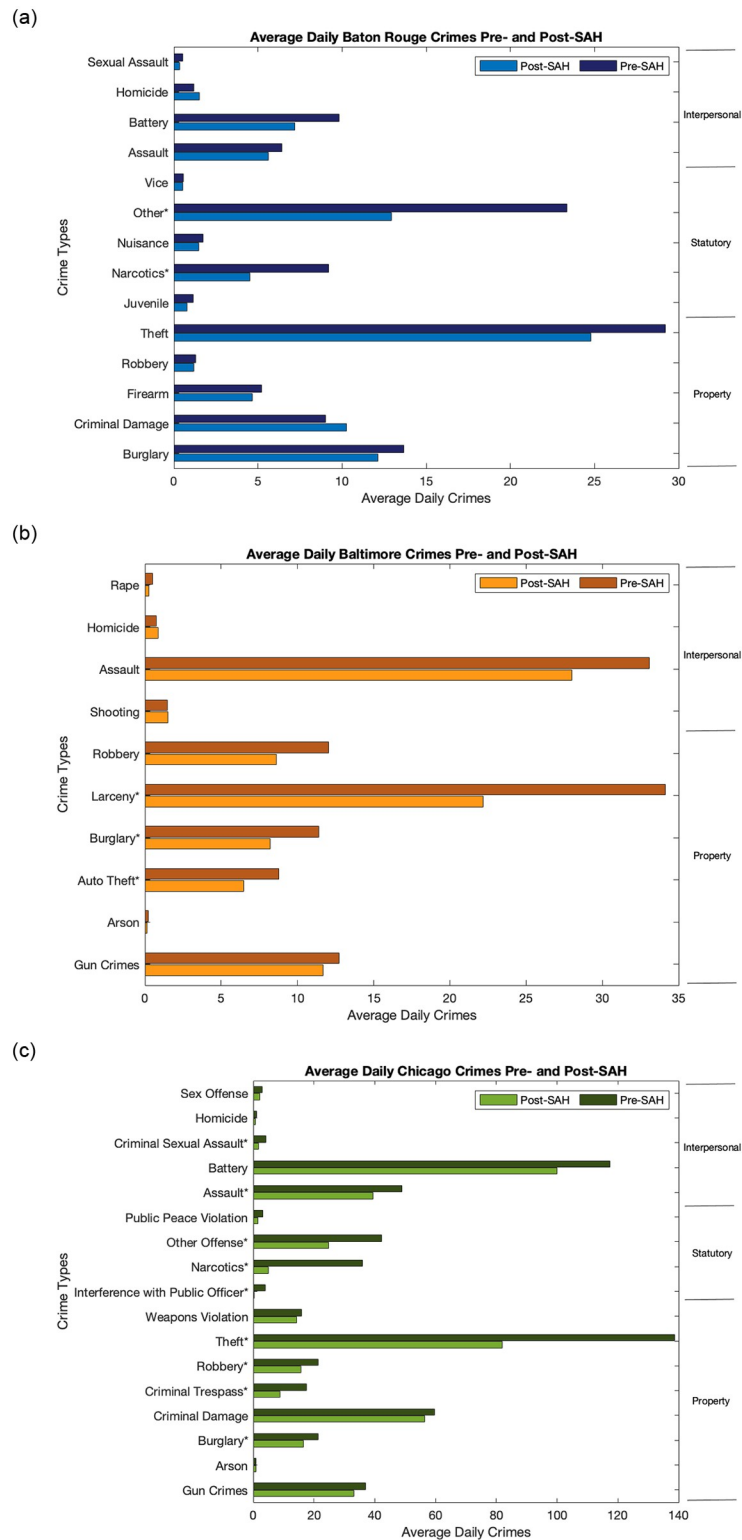 (a)
Average Daily Baton Rouge Crimes Pre- and Post-SAH
Post-SAH
Pre-SAH
Crime Types
Sexual Assault
Homicide
Battery
Assault
Vice
Other*
Nuisance
Narcotics*
Juvenile
Theft
Robbery
Firearm
Criminal Damage
Burglary
Interpersonal
Statutory
Property
0 5 10 15 20 25 30
Average Daily Crimes
(b)
Average Daily Baltimore Crimes Pre- and Post-SAH
Post-SAH
Pre-SAH
Crime Types
Rape
Homicide
Assault
Shooting
Robbery
Larceny*
Burglary*
Auto Theft*
Arson
Gun Crimes
Interpersonal
Property
0 5 10 15 20 25 30 35
Average Daily Crimes
(c)
Average Daily Chicago Crimes Pre- and Post-SAH
Post-SAH
Pre-SAH
Crime Types
Sex Offense
Homicide
Criminal Sexual Assault*
Battery
Assault*
Public Peace Violation
Other Offense*
Narcotics*
Interference with Public Officer*
Weapons Violation
Theft*
Robbery*
Criminal Trespass*
Criminal Damage
Burglary*
Arson
Gun Crimes
Interpersonal
Statutory
Property
0 20 40 60 80 100 120 140
Average Daily Crimes